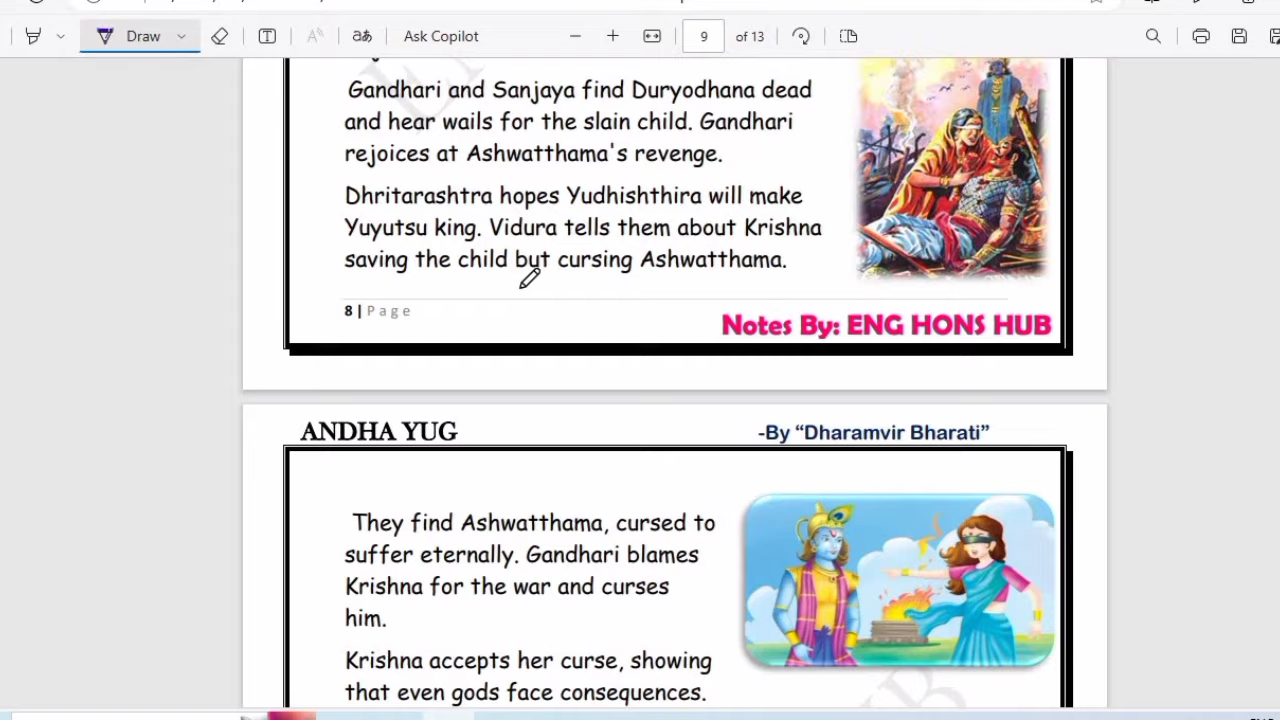 Draw
aあ
Ask Copilot
9
of 13
Gandhari and Sanjaya find Duryodhana dead
and hear wails for the slain child. Gandhari
rejoices at Ashwatthama's revenge.
Dhritarashtra hopes Yudhishthira will make
Yuyutsu king. Vidura tells them about Krishna
saving the child but cursing Ashwatthama.
8 | Page
Notes By: ENG HONS HUB
ANDHA YUG
-By “Dharamvir Bharati”
They find Ashwatthama, cursed to
suffer eternally. Gandhari blames
Krishna for the war and curses
him.
Krishna accepts her curse, showing
that even gods face consequences.